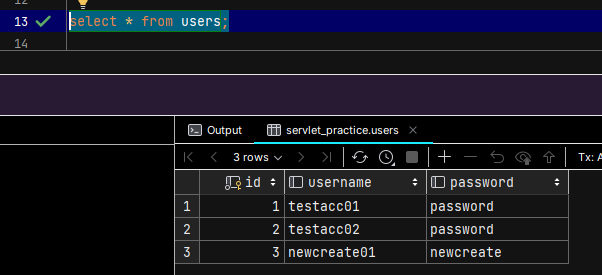 12
13 select * from users;
14
Output servlet_practice.users
3 rows Tx: A
id username password
1 1 testacc01 password
2 2 testacc02 password
3 3 newcreate01 newcreate